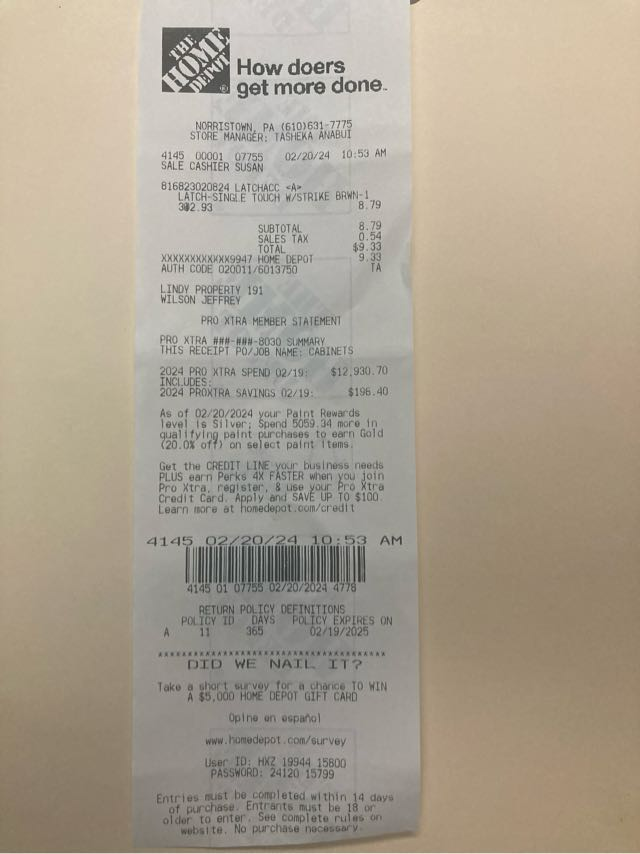 THE
HOME
DEPOT
How doers
get more done.™
NORRISTOWN, PA (610)631-7775
STORE MANAGER: TASHEKA ANABUI
4145 00001 07755 02/20/24 10:53 AM
SALE CASHIER SUSAN
816823020824 LATCHACC <A>
LATCH-SINGLE TOUCH W/STRIKE BRWN-1
3@2.93 8.79
SUBTOTAL 8.79
SALES TAX 0.54
TOTAL $9.33
XXXXXXXXXXXX9947 HOME DEPOT 9.33
AUTH CODE 020011/6013750 TA
LINDY PROPERTY 191
WILSON JEFFREY
PRO XTRA MEMBER STATEMENT
PRO XTRA ###-###-8030 SUMMARY
THIS RECEIPT PO/JOB NAME: CABINETS
2024 PRO XTRA SPEND 02/19: $12,930.70
INCLUDES:
2024 PROXTRA SAVINGS 02/19: $196.40
As of 02/20/2024 your Paint Rewards
level is Silver; Spend 5059.34 more in
qualifying paint purchases to earn Gold
(20.0% off) on select paint items.
Get the CREDIT LINE your business needs
PLUS earn Perks 4X FASTER when you join
Pro Xtra, register, & use your Pro Xtra
Credit Card. Apply and SAVE UP TO $100.
Learn more at homedepot.com/credit
4145 02/20/24 10:53 AM
4145 01 07755 02/20/2024 4778
RETURN POLICY DEFINITIONS
POLICY ID DAYS POLICY EXPIRES ON
A 11 365 02/19/2025
****************************************
DID WE NAIL IT?
Take a short survey for a chance TO WIN
A $5,000 HOME DEPOT GIFT CARD
Opine en español
www.homedepot.com/survey
User ID: HXZ 19944 15800
PASSWORD: 24120 15799
Entries must be completed within 14 days
of purchase. Entrants must be 18 or
older to enter. See complete rules on
website. No purchase necessary.